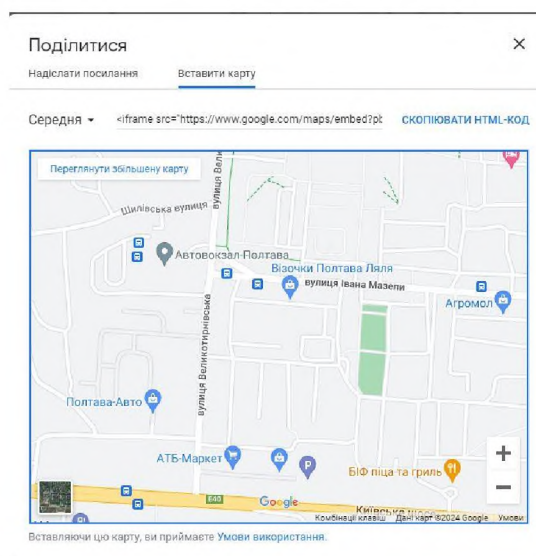 Поділитися
Надіслати посилання
Вставити карту
Середня
<iframe src="https://www.google.com/maps/embed?pb
СКОПІЮВАТИ HTML-КОД
Переглянути збільшену карту
вулиця Вели
Шилівська вулиця
Автовокзал Полтава
Візочки Полтава Ляля
вулиця Івана Мазепи
Агромол
вулиця Великотирнівська
Полтава-Авто
АТБ-Маркет
P
БІФ піца та гриль
E40
Google
Київське
Комбінації клавіш
Дані карт ©2024 Google
Умови
Вставляючи цю карту, ви приймаєте Умови використання.